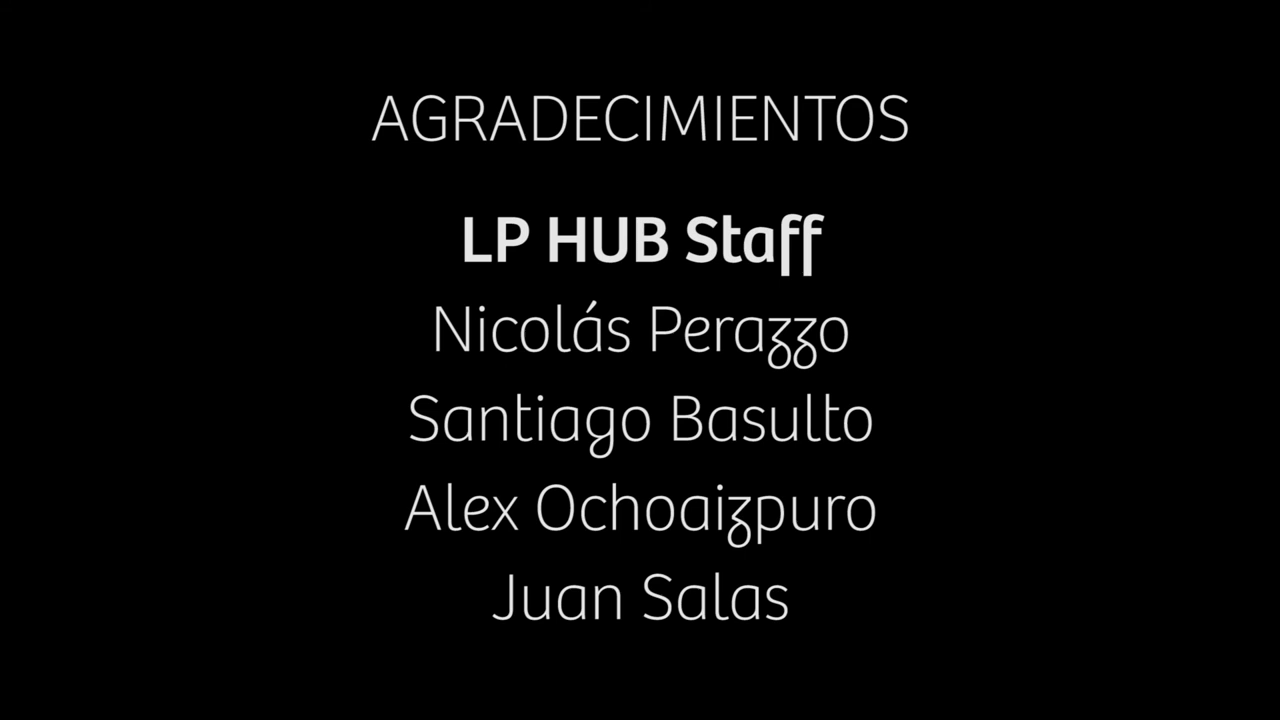 AGRADECIMIENTOS
LP HUB Staff
Nicolás Perazzo
Santiago Basulto
Alex Ochoaizpuro
Juan Salas